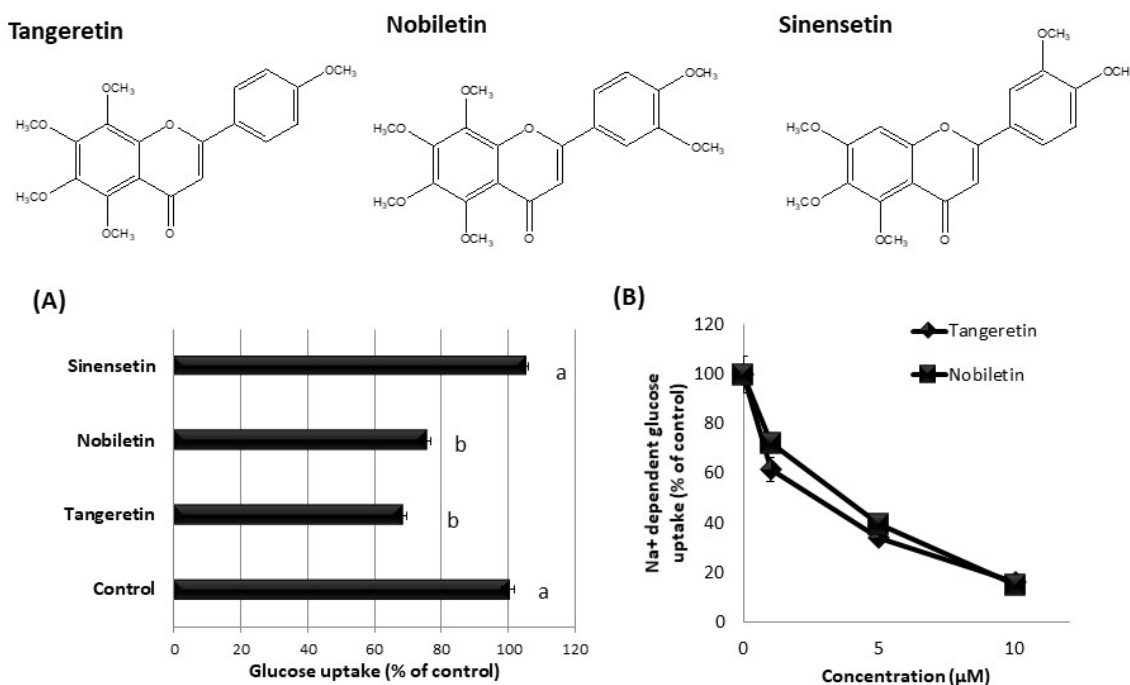 Tangeretin
Nobiletin
Sinensetin
OCH₃
OCH₃
H₃CO
H₃CO
OCH₃
O
O
OCH₃
OCH₃
OCH₃
H₃CO
H₃CO
OCH₃
O
O
OCH₃
OCH
H₃CO
H₃CO
OCH₃
O
O
(A)
Sinensetin
Nobiletin
Tangeretin
Control
a
b
b
a
0 20 40 60 80 100 120
Glucose uptake (% of control)
(B)
Na+ dependent glucose
uptake (% of control)
120
100
80
60
40
20
0
Tangeretin
Nobiletin
0 5 10
Concentration (µM)